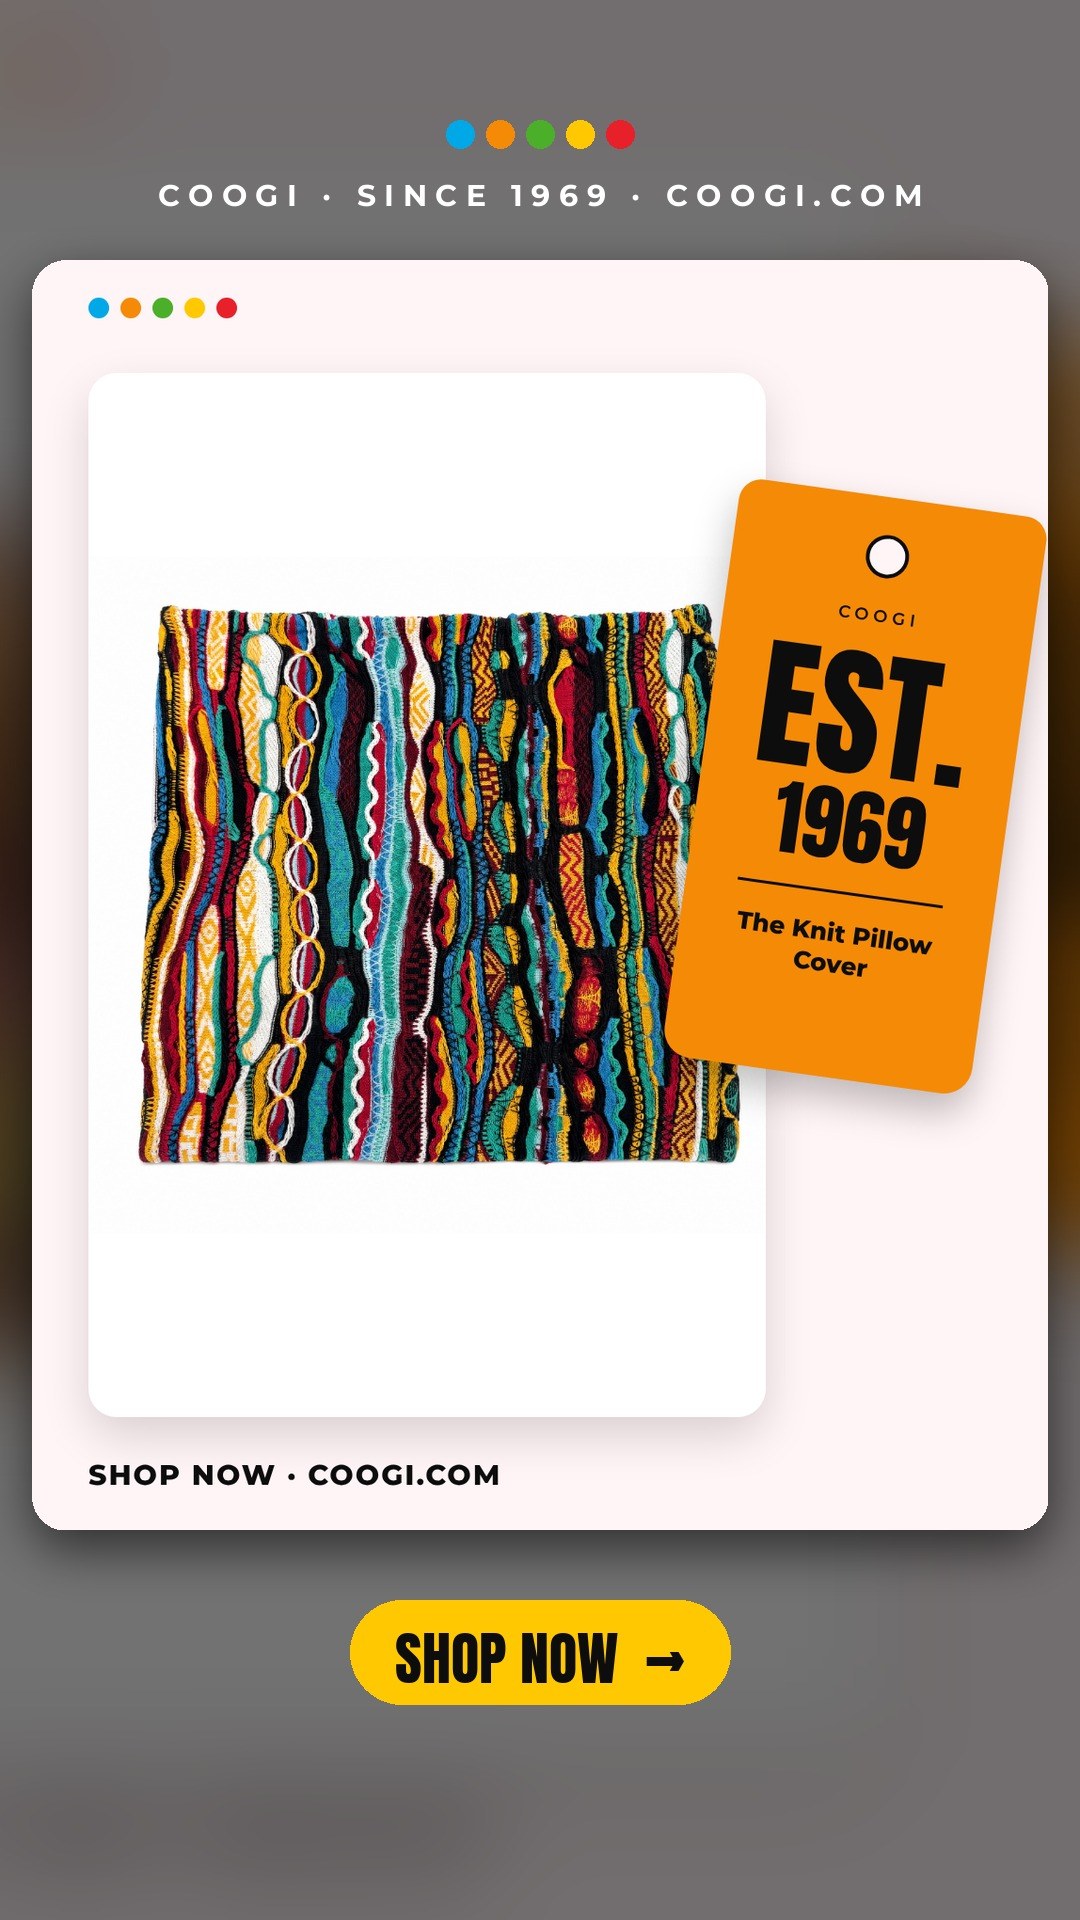 COOGI · SINCE 1969 · COOGI.COM
COOGI
EST.
1969
The Knit Pillow
Cover
SHOP NOW · COOGI.COM
SHOP NOW →